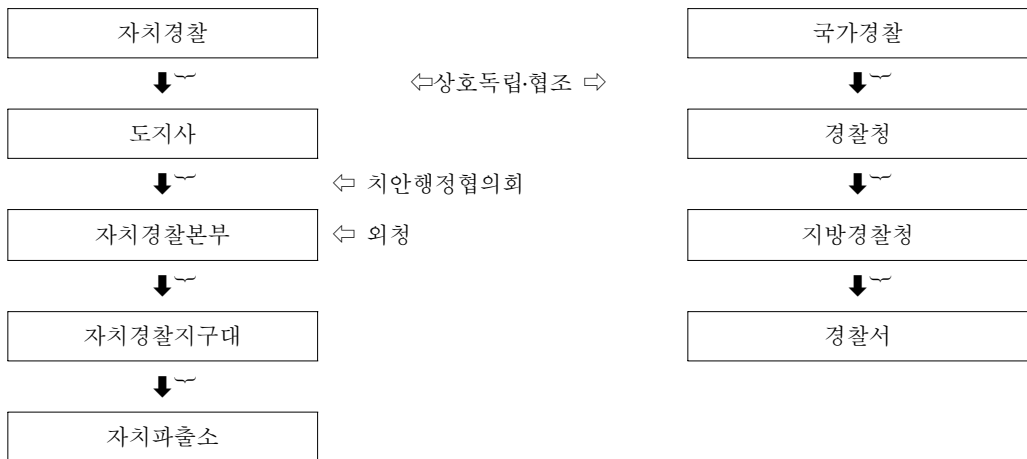 자치경찰 국가경찰
⇦상호독립·협조 ⇨
도지사 경찰청
⇦ 치안행정협의회
자치경찰본부 ⇦ 외청 지방경찰청
자치경찰지구대 경찰서
자치파출소